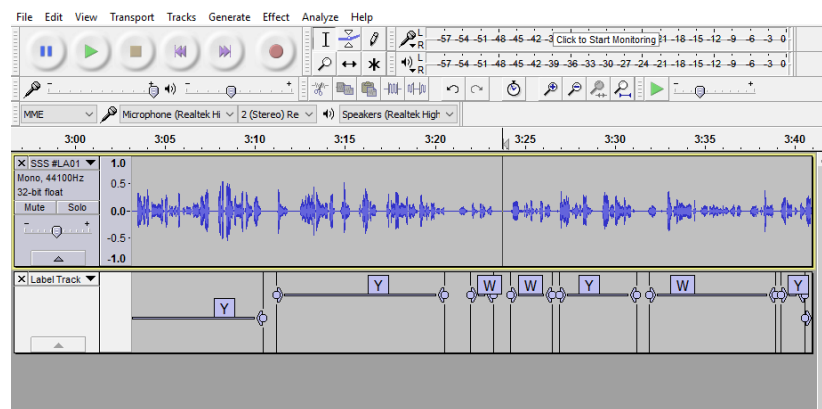 File Edit View Transport Tracks Generate Effect Analyze Help
L R -57 -54 -51 -48 -45 -42 -3 Click to Start Monitoring 21 -18 -15 -12 -9 -6 -3 0
L R -57 -54 -51 -48 -45 -42 -39 -36 -33 -30 -27 -24 -21 -18 -15 -12 -9 -6 -3 0
- + - + - 
MME Microphone (Realtek Hi 2 (Stereo) Re Speakers (Realtek High
3:00 3:05 3:10 3:15 3:20 3:25 3:30 3:35 3:40
X SSS #LA01 1.0
Mono, 44100Hz
32-bit float 0.5
Mute Solo 0.0
- + -0.5
-1.0
X Label Track Y W W Y W Y
Y